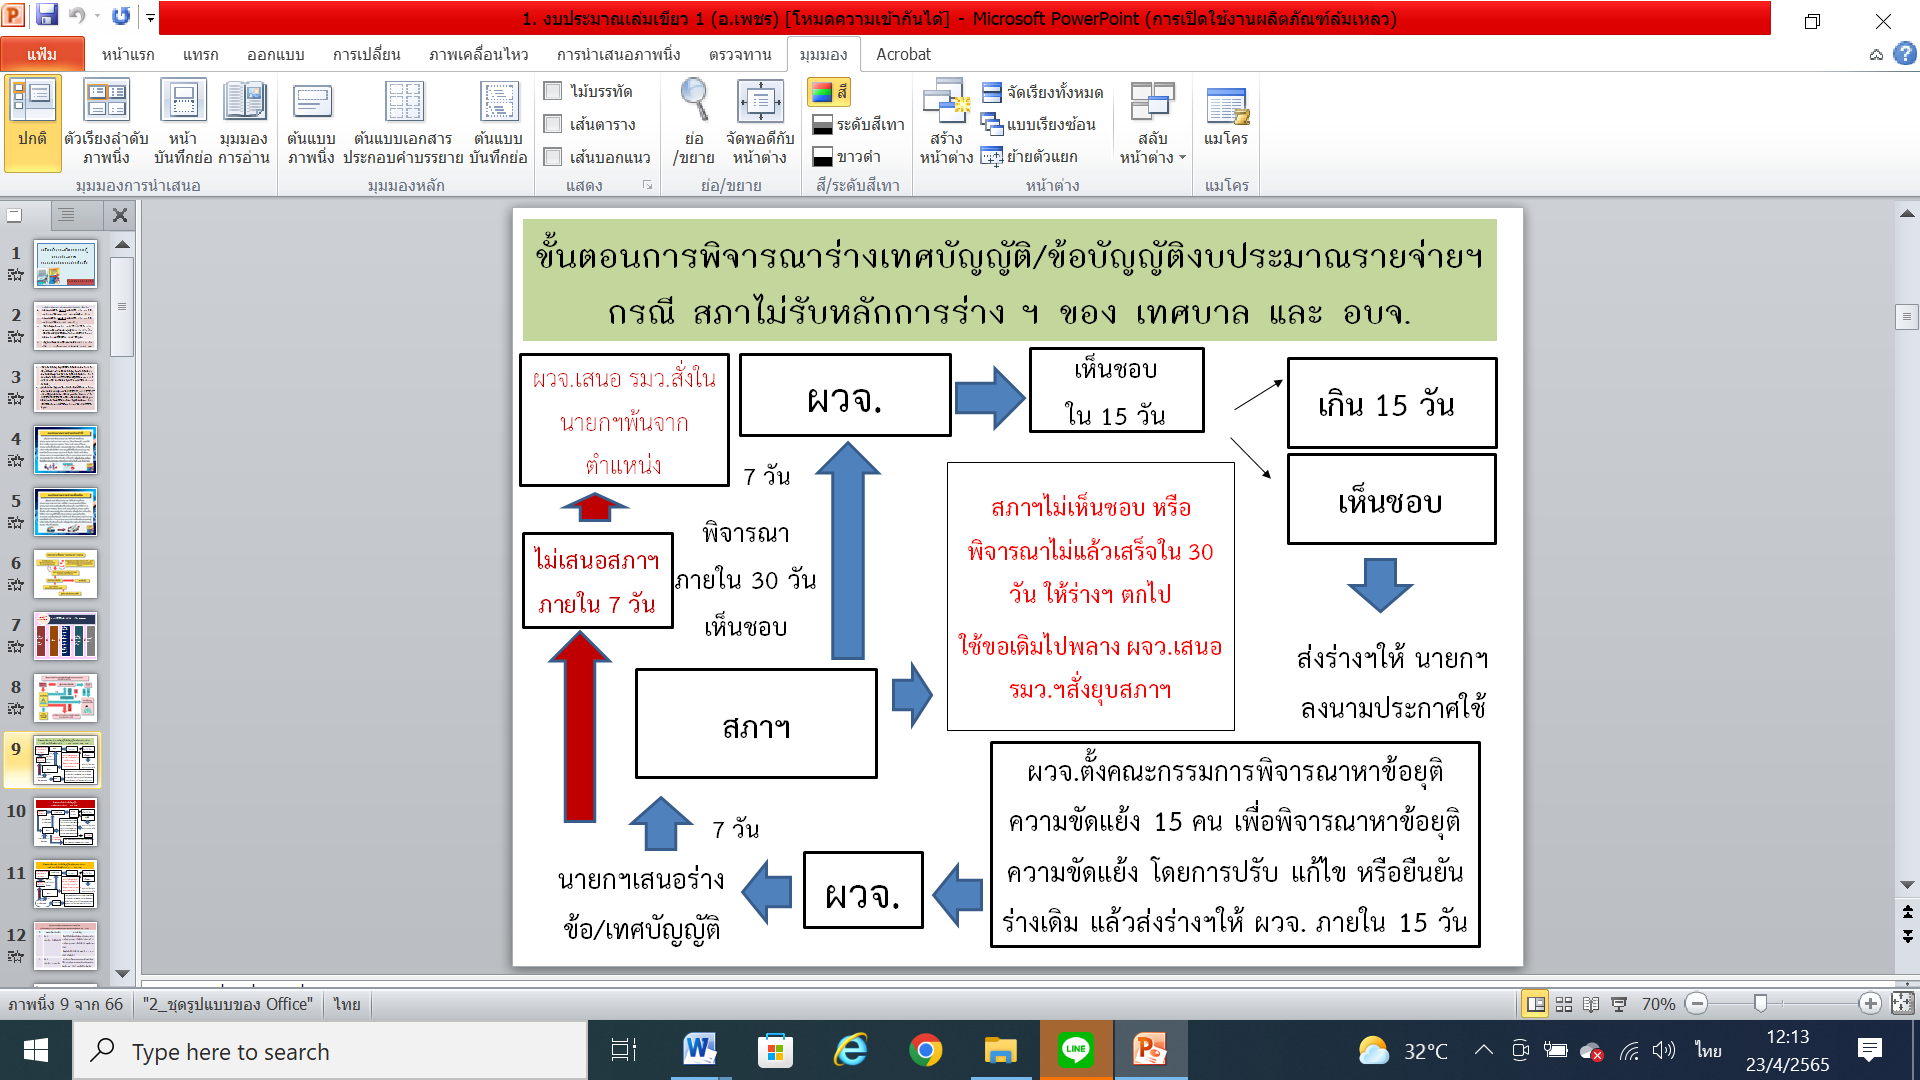 1. งบประมาณเล่มเขียว 1 (อ.เพชร) [โหมดความเข้ากันได้] - Microsoft PowerPoint (การเปิดใช้งานผลิตภัณฑ์ล้มเหลว)
แฟ้ม หน้าแรก แทรก ออกแบบ การเปลี่ยน ภาพเคลื่อนไหว การนำเสนอภาพนิ่ง ตรวจทาน มุมมอง Acrobat
ปกติ
ตัวเรียงลำดับ
ภาพนิ่ง
หน้า
บันทึกย่อ
มุมมอง
การอ่าน
มุมมองการนำเสนอ
ต้นแบบ
ภาพนิ่ง
ต้นแบบเอกสาร
ประกอบคำบรรยาย
ต้นแบบ
บันทึกย่อ
มุมมองหลัก
ไม้บรรทัด
เส้นตาราง
เส้นบอกแนว
แสดง
ย่อ
/ขยาย
จัดพอดีกับ
หน้าต่าง
ย่อ/ขยาย
สี
ระดับสีเทา
ขาวดำ
สี/ระดับสีเทา
สร้าง
หน้าต่าง
จัดเรียงทั้งหมด
แบบเรียงซ้อน
ย้ายตัวแยก
สลับ
หน้าต่าง
หน้าต่าง
แมโคร
แมโคร
1
2
3
4
5
6
7
8
9
10
11
12
ขั้นตอนการพิจารณาร่างเทศบัญญัติ/ข้อบัญญัติงบประมาณรายจ่ายฯ
กรณี สภาไม่รับหลักการร่าง ฯ ของ เทศบาล และ อบจ.
ผวจ.เสนอ รมว.สั่งใน
นายกฯพ้นจาก
ตำแหน่ง
ผวจ.
เห็นชอบ
ใน 15 วัน
เกิน 15 วัน
เห็นชอบ
7 วัน
พิจารณา
ภายใน 30 วัน
เห็นชอบ
ไม่เสนอสภาฯ
ภายใน 7 วัน
สภาฯไม่เห็นชอบ หรือ
พิจารณาไม่แล้วเสร็จใน 30
วัน ให้ร่างฯ ตกไป
ใช้ขอเดิมไปพลาง ผจว.เสนอ
รมว.ฯสั่งยุบสภาฯ
ส่งร่างฯให้ นายกฯ
ลงนามประกาศใช้
สภาฯ
ผวจ.ตั้งคณะกรรมการพิจารณาหาข้อยุติ
ความขัดแย้ง 15 คน เพื่อพิจารณาหาข้อยุติ
ความขัดแย้ง โดยการปรับ แก้ไข หรือยืนยัน
ร่างเดิม แล้วส่งร่างฯให้ ผวจ. ภายใน 15 วัน
7 วัน
นายกฯเสนอร่าง
ข้อ/เทศบัญญัติ
ผวจ.
ภาพนิ่ง 9 จาก 66 "2_ชุดรูปแบบของ Office" ไทย 70%
Type here to search
LINE
32°C
ไทย
12:13
23/4/2565